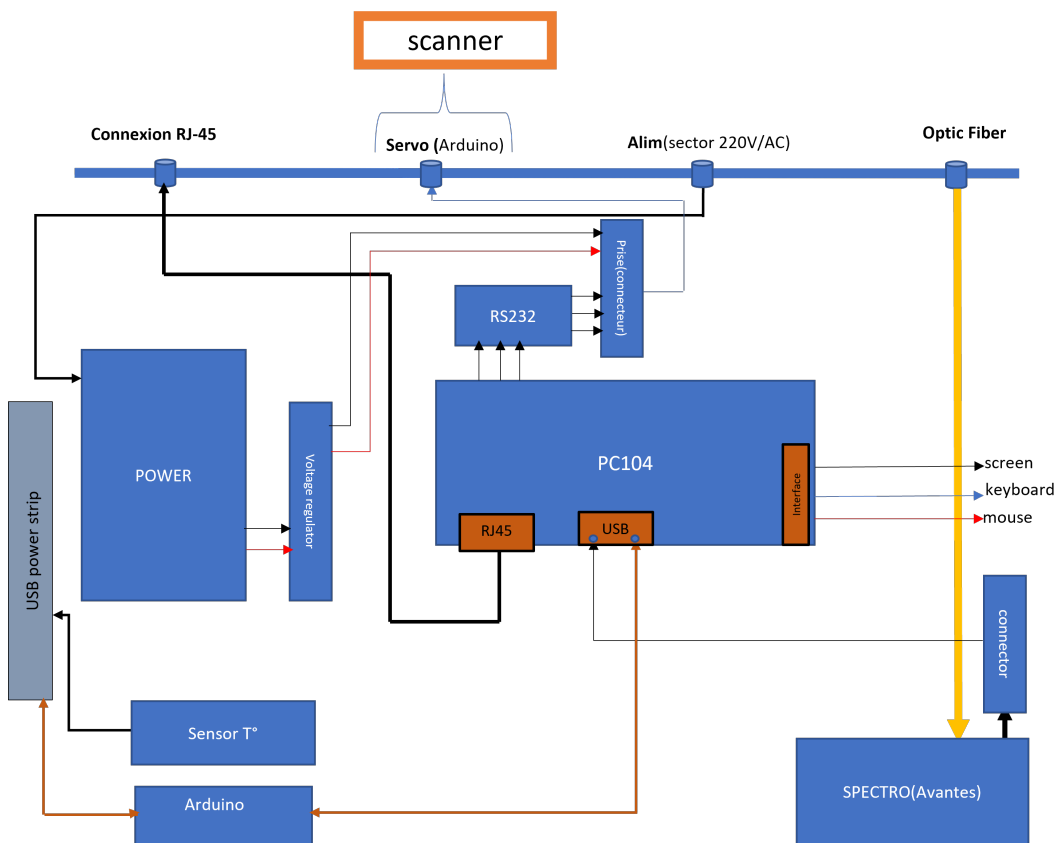 scanner
Connexion RJ-45
Servo (Arduino)
Alim(sector 220V/AC)
Optic Fiber
Prise(connecteur)
RS232
POWER
Voltage regulator
PC104
Interface
screen
keyboard
mouse
RJ45
USB
USB power strip
connector
Sensor T°
Arduino
SPECTRO(Avantes)